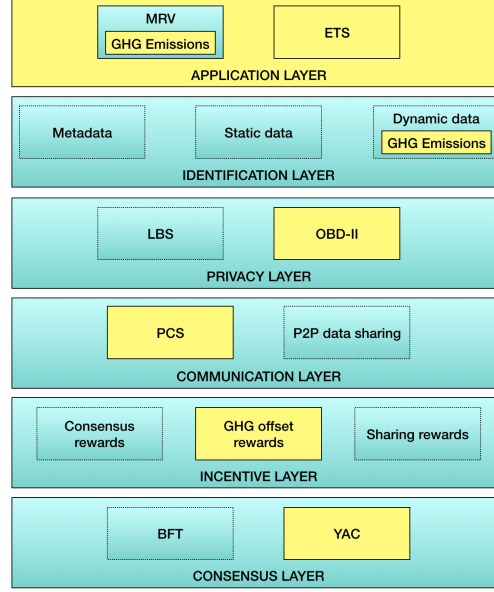 MRV
GHG Emissions
ETS
APPLICATION LAYER
Metadata
Static data
Dynamic data
GHG Emissions
IDENTIFICATION LAYER
LBS
OBD-II
PRIVACY LAYER
PCS
P2P data sharing
COMMUNICATION LAYER
Consensus
rewards
GHG offset
rewards
Sharing rewards
INCENTIVE LAYER
BFT
YAC
CONSENSUS LAYER